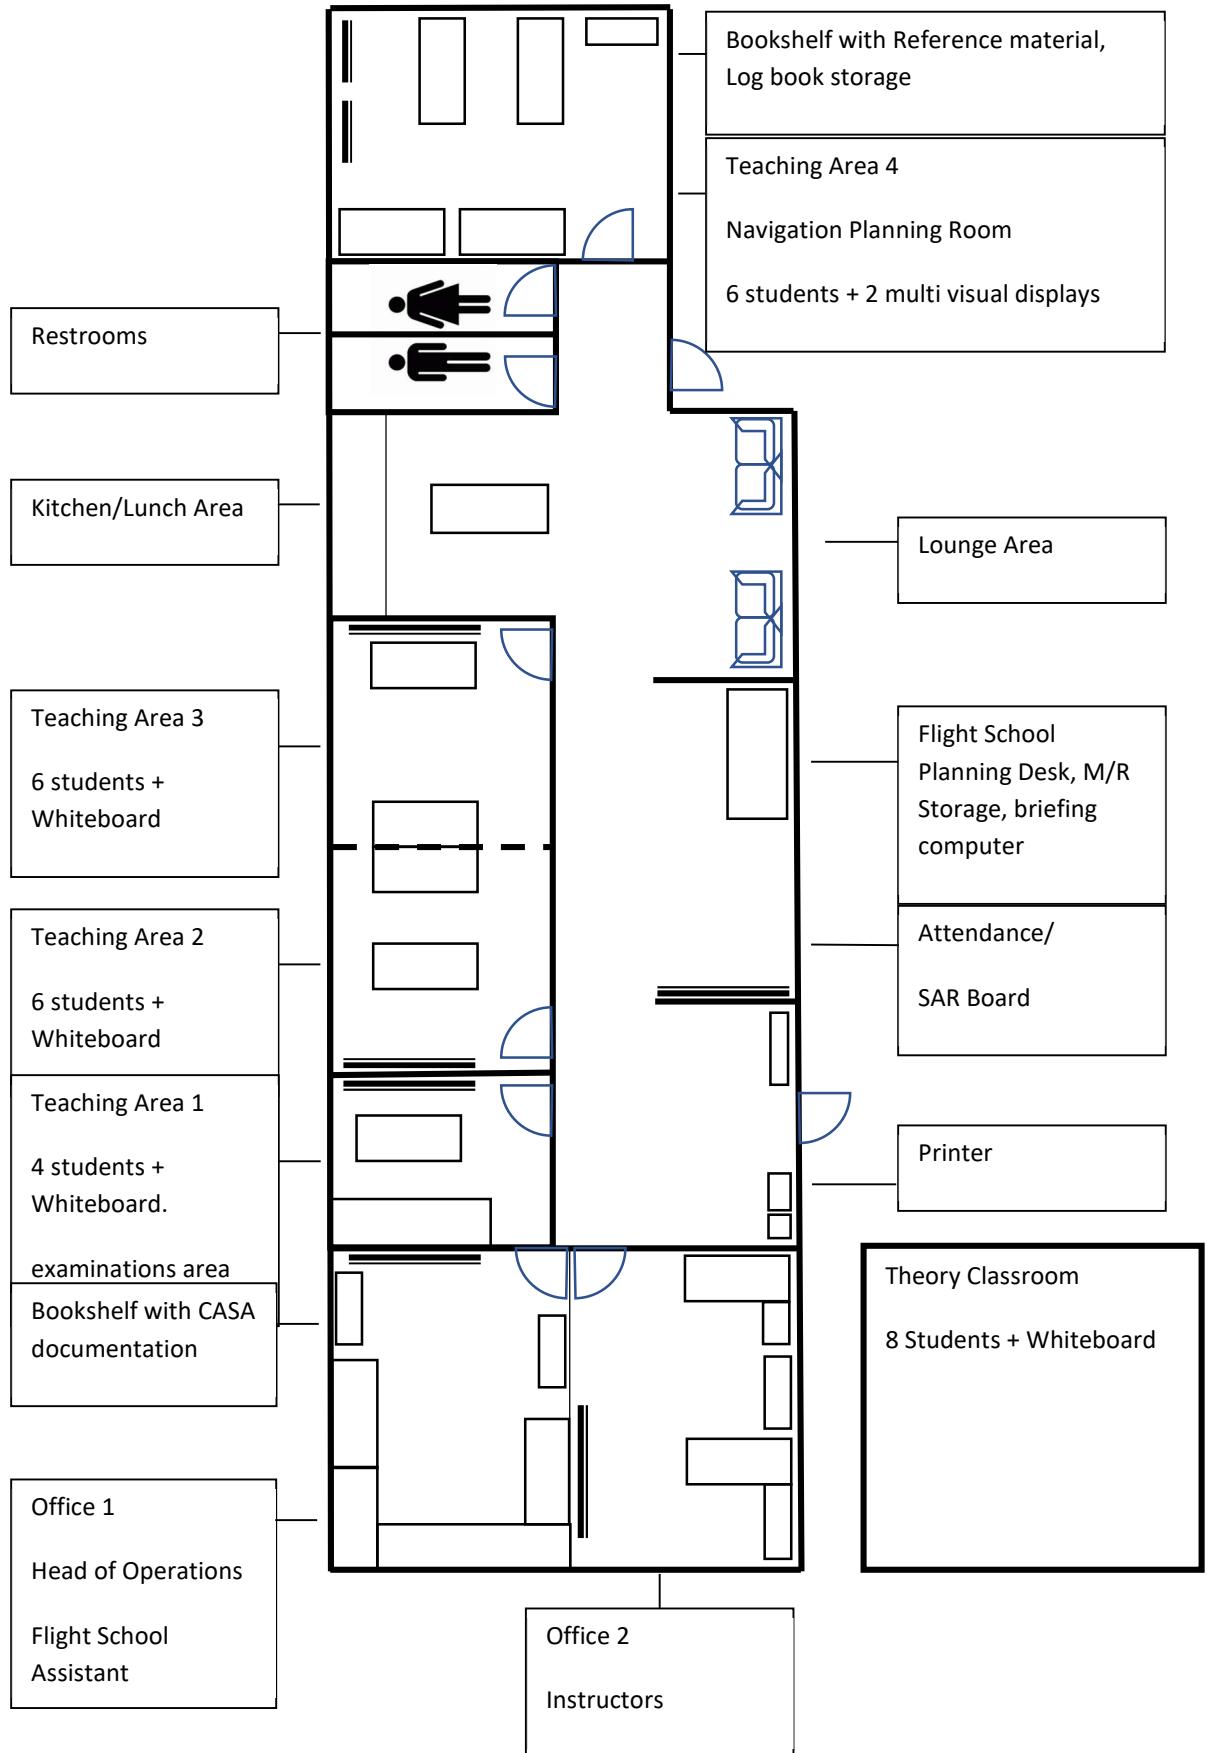 Bookshelf with Reference material,
Log book storage
Teaching Area 4
Navigation Planning Room
6 students + 2 multi visual displays
Restrooms
Kitchen/Lunch Area
Lounge Area
Teaching Area 3
6 students +
Whiteboard
Flight School
Planning Desk, M/R
Storage, briefing
computer
Teaching Area 2
6 students +
Whiteboard
Attendance/
SAR Board
Teaching Area 1
4 students +
Whiteboard.
examinations area
Printer
Bookshelf with CASA
documentation
Theory Classroom
8 Students + Whiteboard
Office 1
Head of Operations
Flight School
Assistant
Office 2
Instructors